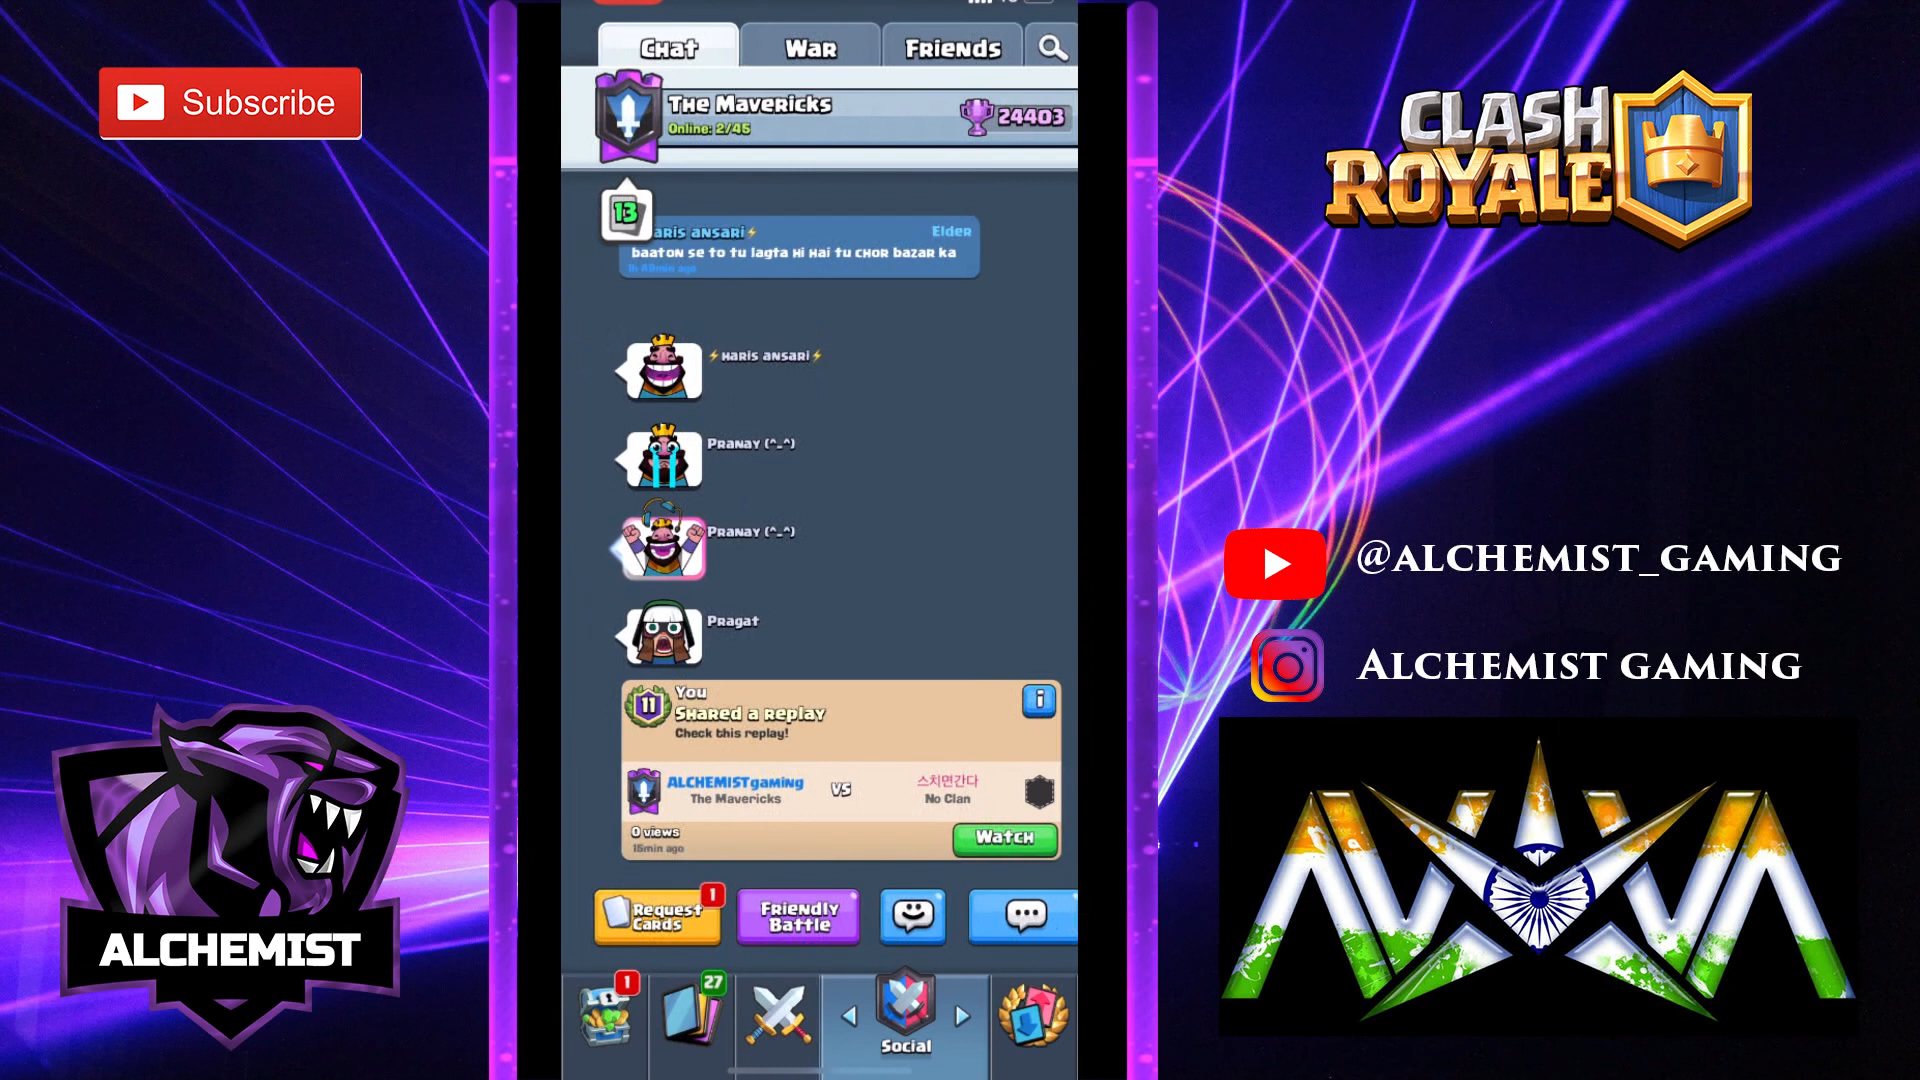 Subscribe
Chat
War
Friends
The Mavericks
Online: 2/45
24403
13
aris ansari⚡
Elder
baaton se to tu lagta hi hai tu chor bazar ka
1h 49min ago
⚡Haris ansari⚡
Pranay (^_^)
Pranay (^_^)
Pragat
11
You
Shared a replay
Check this replay!
i
ALCHEMISTgaming
The Mavericks
VS
스치면간다
No Clan
0 views
15min ago
Watch
Request
Cards
1
Friendly
Battle
1
27
Social
CLASH
ROYALE
@ALCHEMIST_GAMING
ALCHEMIST GAMING
ALCHEMIST